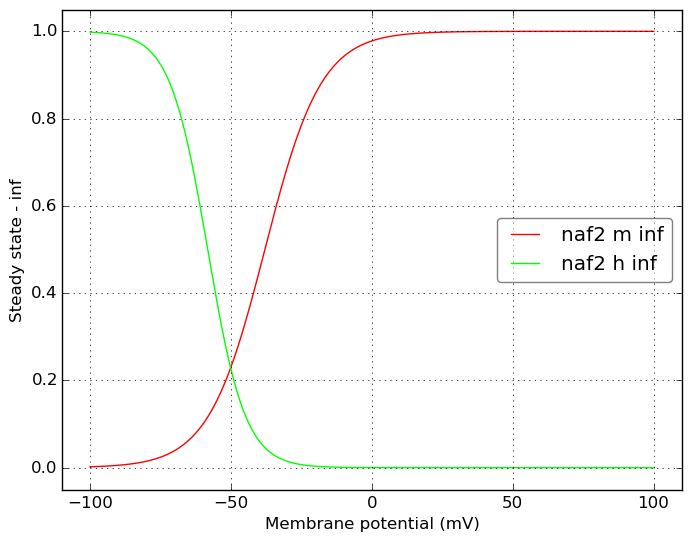 1.0
0.8
0.6
0.4
0.2
0.0
Steady state - inf
naf2 m inf
naf2 h inf
−100
−50
0
50
100
Membrane potential (mV)